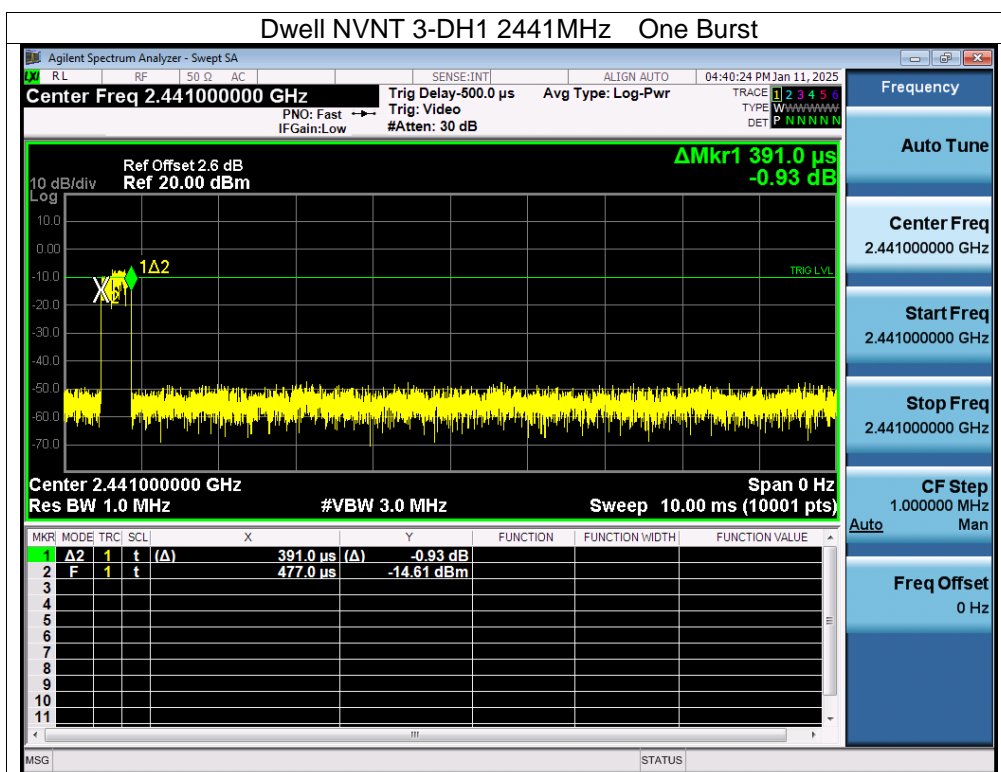 Dwell NVNT 3-DH1 2441MHz One Burst
Agilent Spectrum Analyzer - Swept SA
LXI RL RF 50 Ω AC SENSE:INT ALIGN AUTO 04:40:24 PM Jan 11, 2025
Center Freq 2.441000000 GHz
PNO: Fast
IFGain:Low
Trig Delay-500.0 µs
Trig: Video
#Atten: 30 dB
Avg Type: Log-Pwr
TRACE 1 2 3 4 5 6
TYPE WWWWWW
DET P N N N N N
Ref Offset 2.6 dB
10 dB/div Ref 20.00 dBm
Log
ΔMkr1 391.0 µs
-0.93 dB
10.0
0.00
-10.0
-20.0
-30.0
-40.0
-50.0
-60.0
-70.0
X2
1Δ2
TRIG LVL
Center 2.441000000 GHz Span 0 Hz
Res BW 1.0 MHz #VBW 3.0 MHz Sweep 10.00 ms (10001 pts)
MKR MODE TRC SCL X Y FUNCTION FUNCTION WIDTH FUNCTION VALUE
1 Δ2 1 t (Δ) 391.0 µs (Δ) -0.93 dB
2 F 1 t 477.0 µs -14.61 dBm
3
4
5
6
7
8
9
10
11
MSG STATUS
Frequency
Auto Tune
Center Freq
2.441000000 GHz
Start Freq
2.441000000 GHz
Stop Freq
2.441000000 GHz
CF Step
1.000000 MHz
Auto Man
Freq Offset
0 Hz